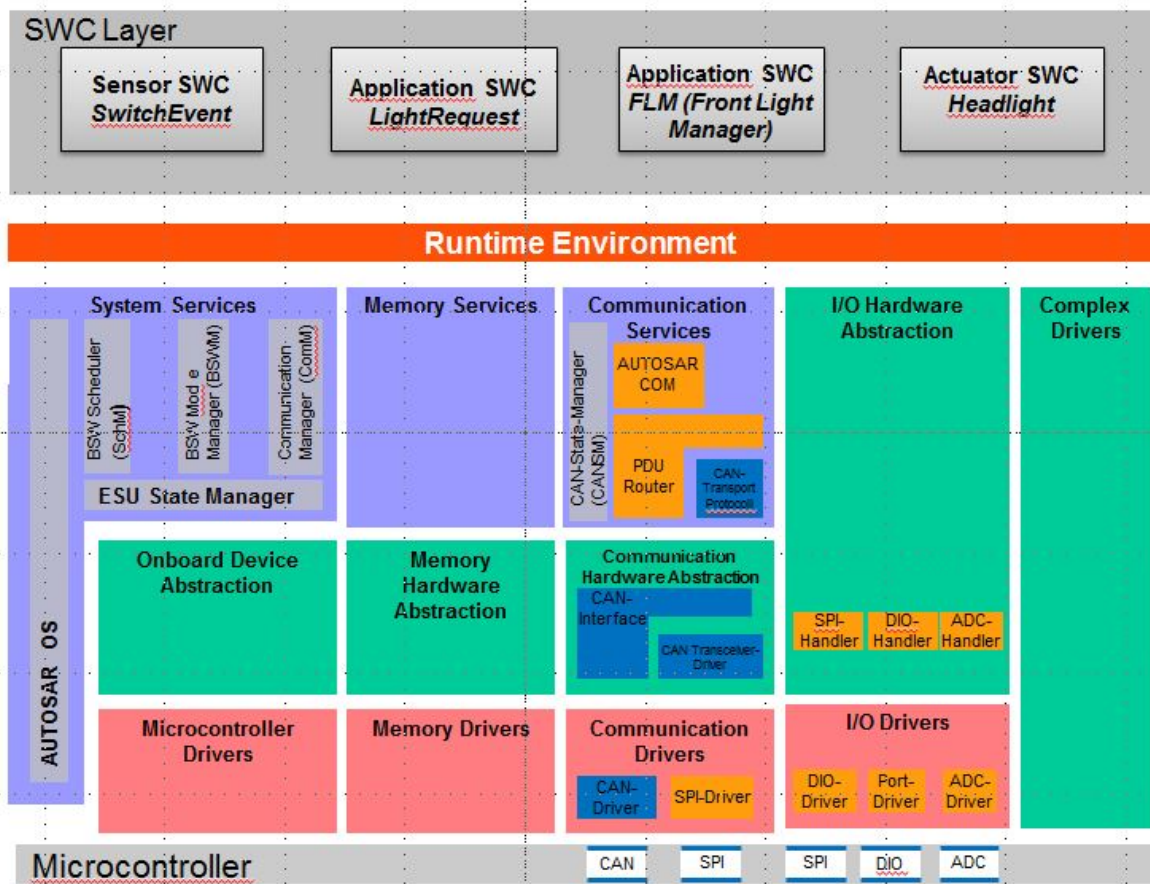 SWC Layer
Sensor SWC
SwitchEvent
Application SWC
LightRequest
Application SWC
FLM (Front Light
Manager)
Actuator SWC
Headlight
Runtime Environment
System Services
BSW Scheduler
(SchM)
BSW Mod e
Manager (BSWM)
Communication
Manager (ComM)
ESU State Manager
AUTOSAR OS
Memory Services
Communication
Services
CAN-State-Manager
(CANSM)
AUTOSAR
COM
PDU
Router
CAN-
Transport
Protocoll
I/O Hardware
Abstraction
SPI-
Handler
DIO-
Handler
ADC-
Handler
Complex
Drivers
Onboard Device
Abstraction
Memory
Hardware
Abstraction
Communication
Hardware Abstraction
CAN-
Interface
CAN Transceiver-
Driver
Microcontroller
Drivers
Memory Drivers
Communication
Drivers
CAN-
Driver
SPI-Driver
I/O Drivers
DIO-
Driver
Port-
Driver
ADC-
Driver
Microcontroller
CAN
SPI
SPI
DIO
ADC